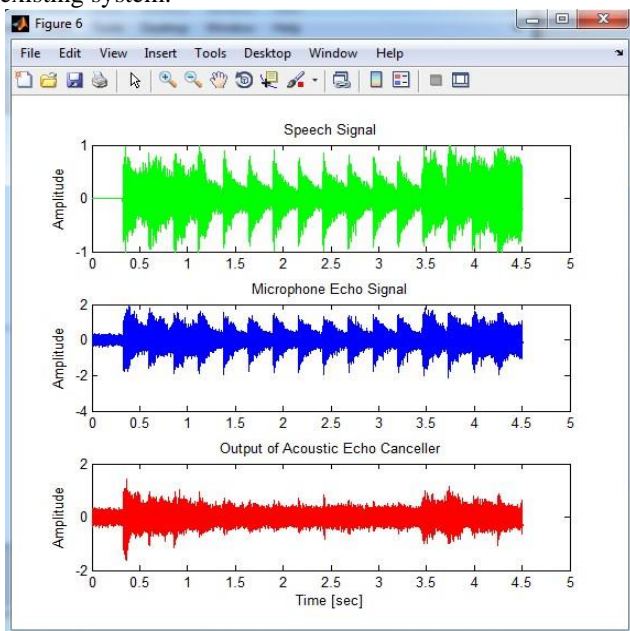 existing system.
Figure 6
File Edit View Insert Tools Desktop Window Help
Speech Signal
Amplitude
1
0
-1
0 0.5 1 1.5 2 2.5 3 3.5 4 4.5 5
Microphone Echo Signal
Amplitude
2
0
-2
-4
0 0.5 1 1.5 2 2.5 3 3.5 4 4.5 5
Output of Acoustic Echo Canceller
Amplitude
2
0
-2
0 0.5 1 1.5 2 2.5 3 3.5 4 4.5 5
Time [sec]